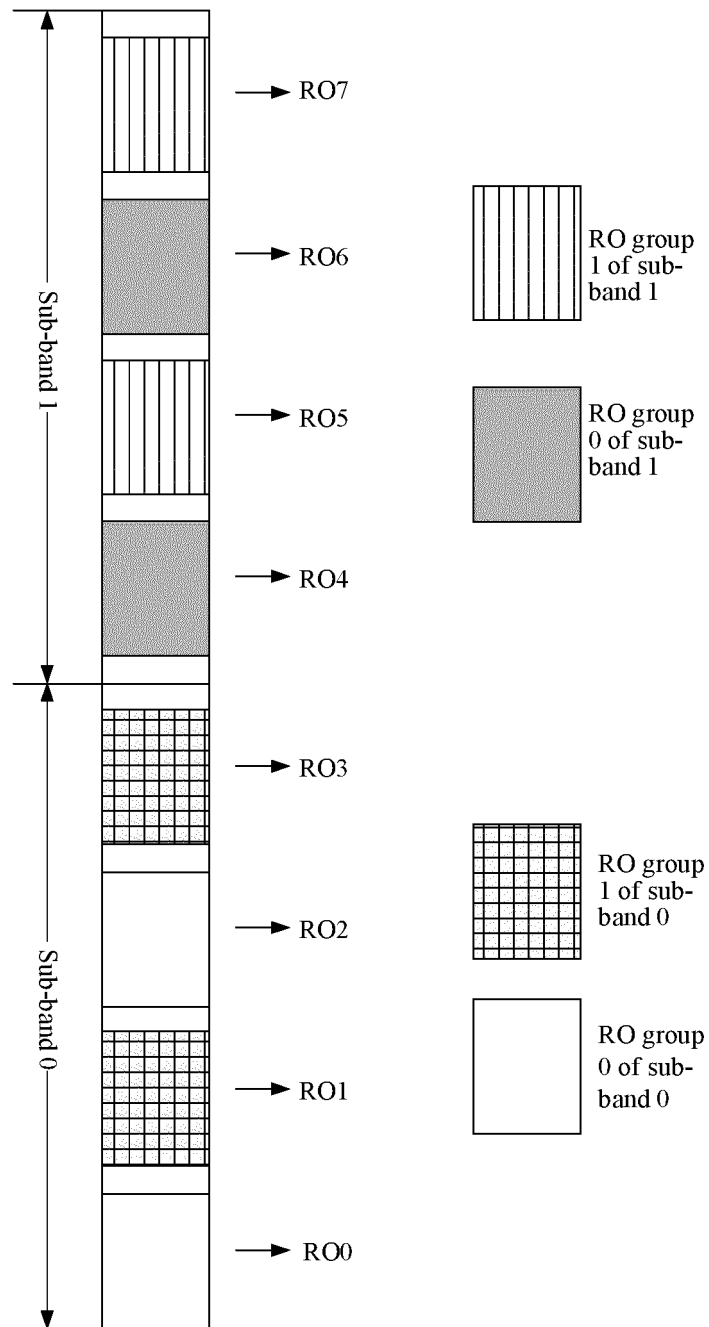 Sub-band 1
Sub-band 0
RO7
RO6
RO5
RO4
RO3
RO2
RO1
RO0
RO group
1 of sub-
band 1
RO group
0 of sub-
band 1
RO group
1 of sub-
band 0
RO group
0 of sub-
band 0